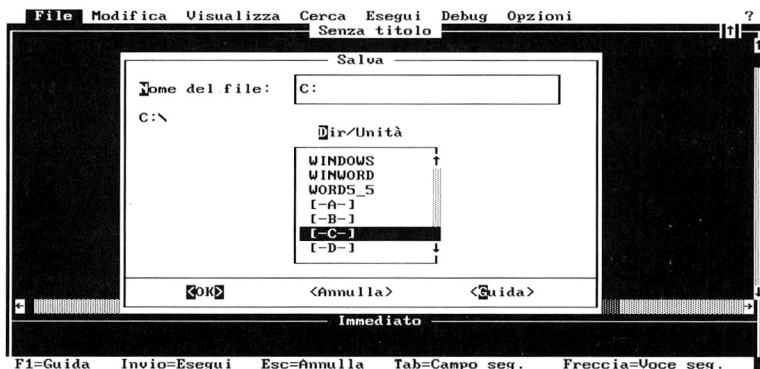 File Modifica Visualizza Cerca Esegui Debug Opzioni ?
Senza titolo
Salva
Nome del file: C:
C:\
Dir/Unità
WINDOWS
WINWORD
WORD5_5
[-A-]
[-B-]
[-C-]
[-D-]
<OK> <Annulla> <Guida>
Immediato
F1=Guida Invio=Esegui Esc=Annulla Tab=Campo seg. Freccia=Voce seg.